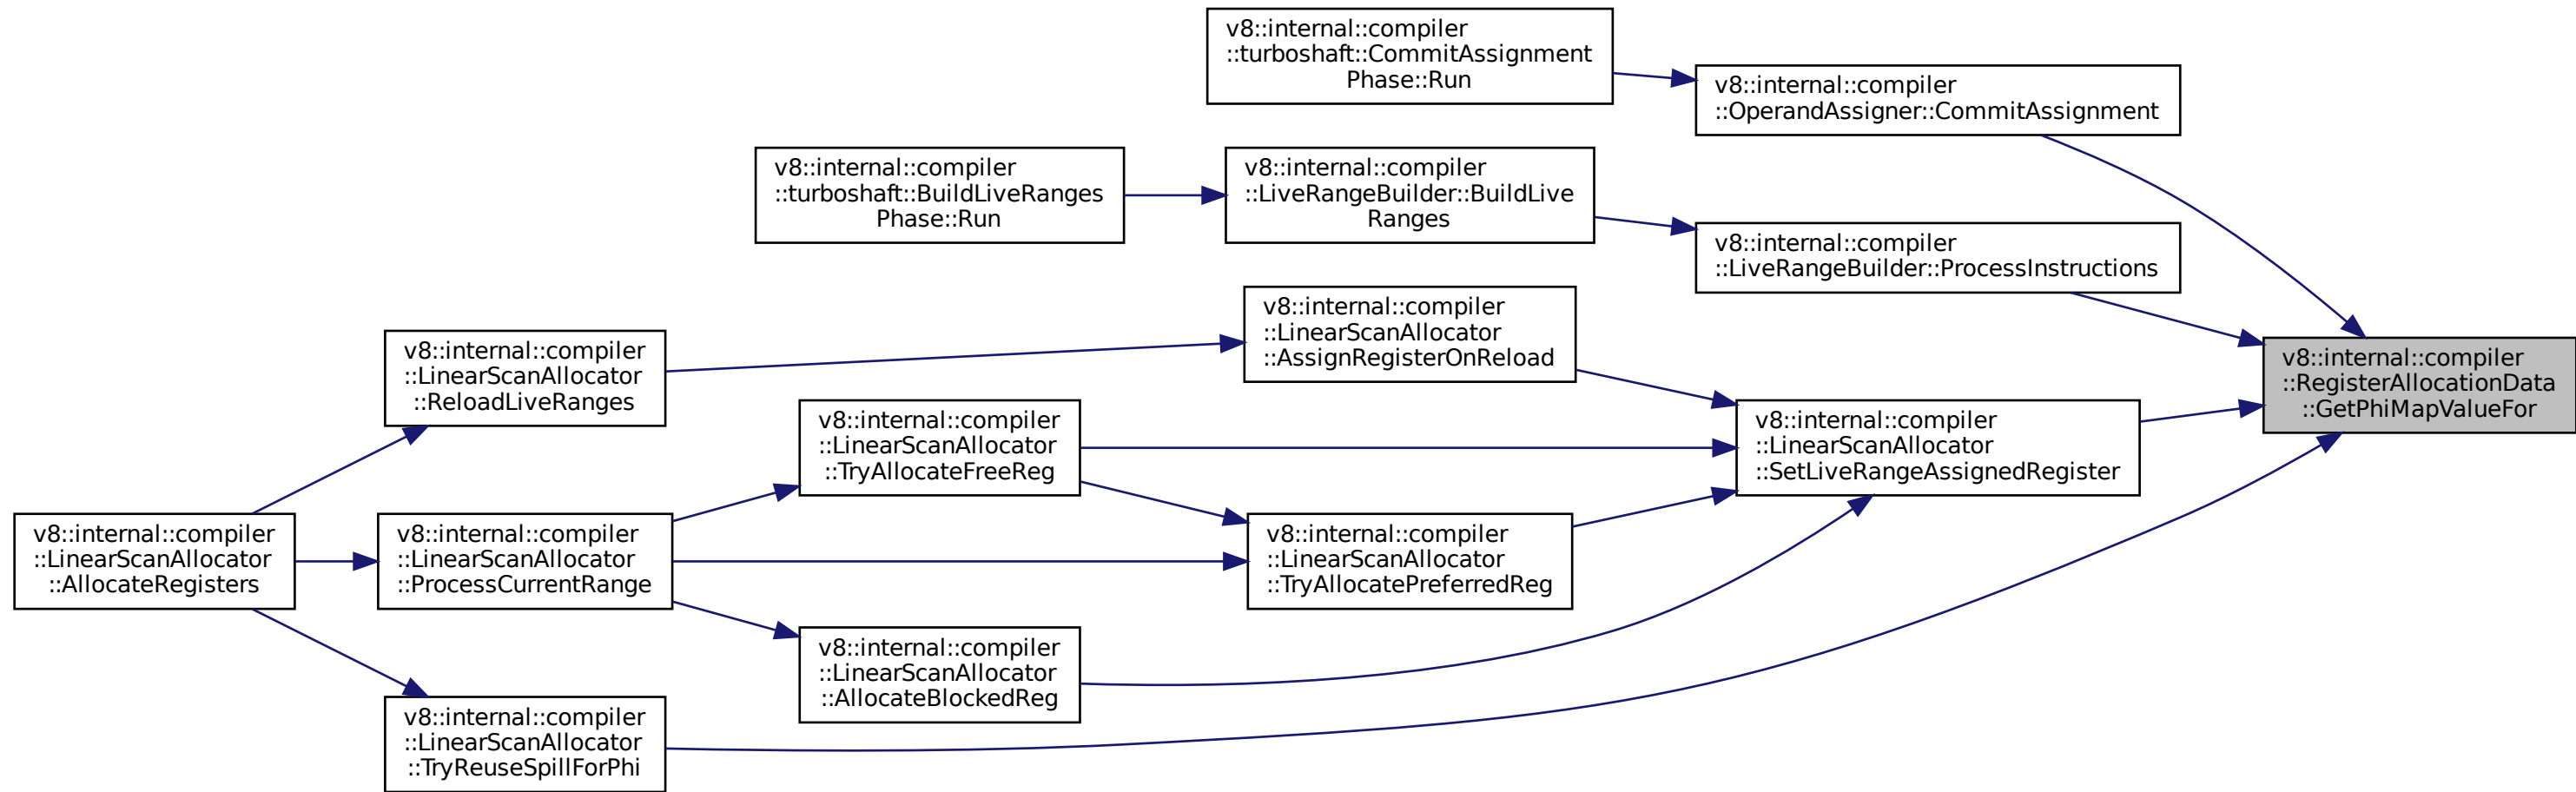 v8::internal::compiler
::turboshaft::CommitAssignment
Phase::Run
v8::internal::compiler
::OperandAssigner::CommitAssignment
v8::internal::compiler
::turboshaft::BuildLiveRanges
Phase::Run
v8::internal::compiler
::LiveRangeBuilder::BuildLive
Ranges
v8::internal::compiler
::LiveRangeBuilder::ProcessInstructions
v8::internal::compiler
::LinearScanAllocator
::AssignRegisterOnReload
v8::internal::compiler
::LinearScanAllocator
::ReloadLiveRanges
v8::internal::compiler
::RegisterAllocationData
::GetPhiMapValueFor
v8::internal::compiler
::LinearScanAllocator
::TryAllocateFreeReg
v8::internal::compiler
::LinearScanAllocator
::SetLiveRangeAssignedRegister
v8::internal::compiler
::LinearScanAllocator
::AllocateRegisters
v8::internal::compiler
::LinearScanAllocator
::ProcessCurrentRange
v8::internal::compiler
::LinearScanAllocator
::TryAllocatePreferredReg
v8::internal::compiler
::LinearScanAllocator
::AllocateBlockedReg
v8::internal::compiler
::LinearScanAllocator
::TryReuseSpillForPhi